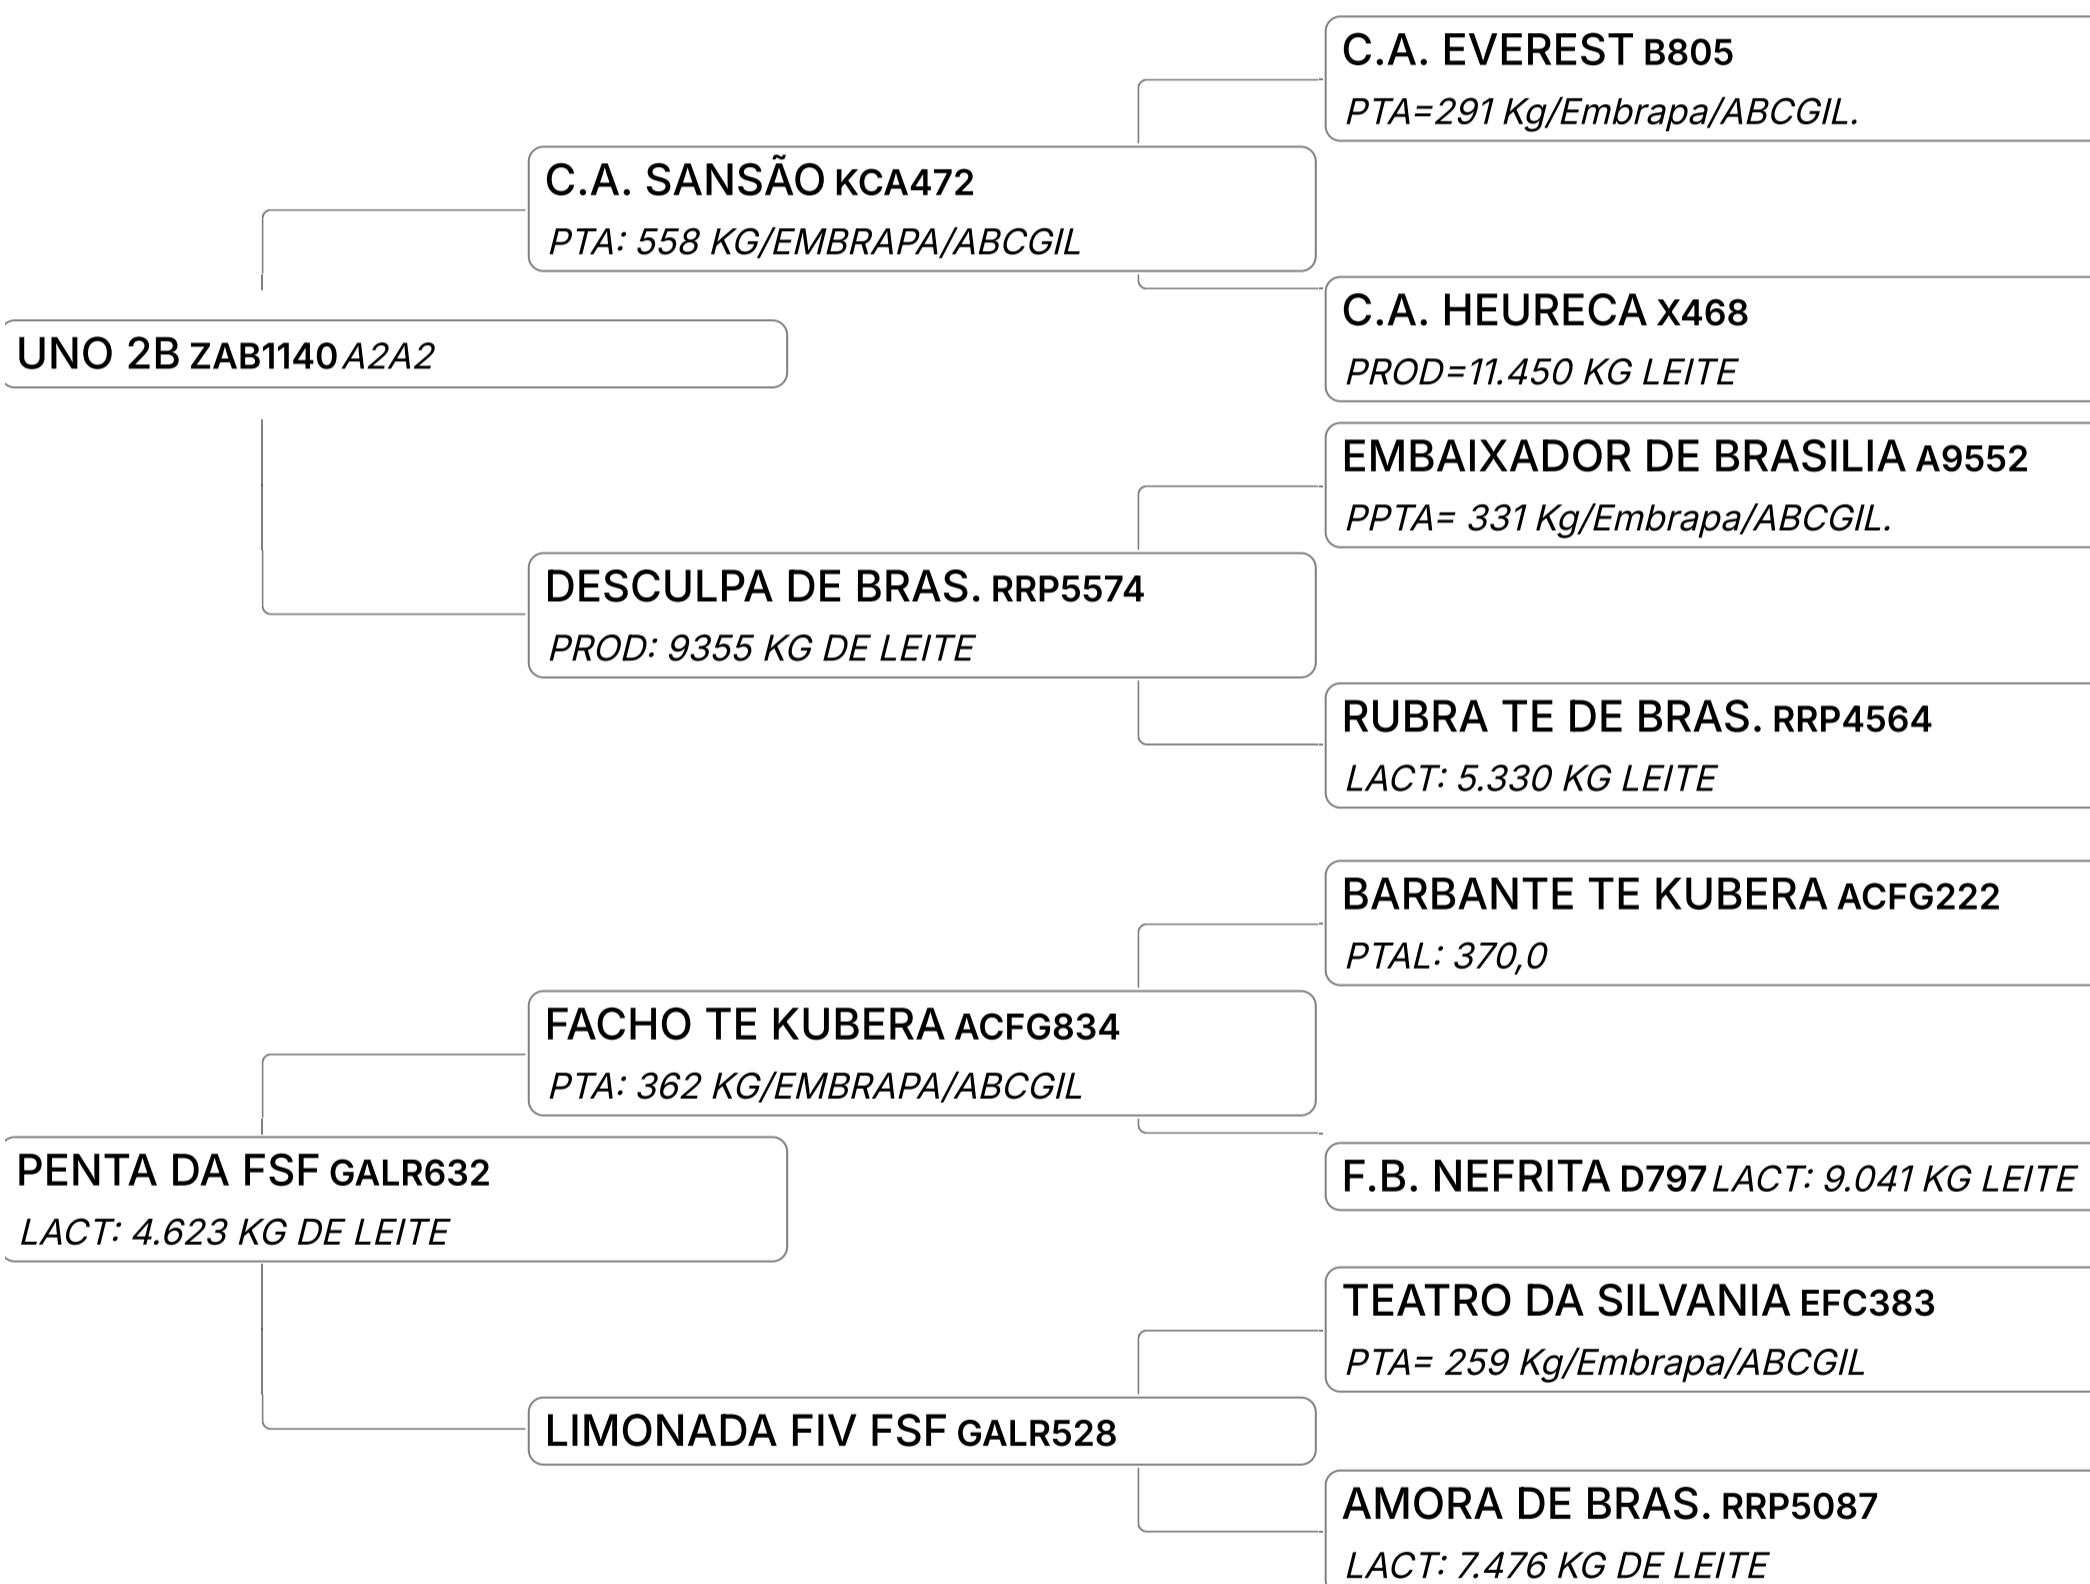 C.A. EVEREST B805
PTA=291 Kg/Embrapa/ABCGIL.
C.A. SANSÃO KCA472
PTA: 558 KG/EMBRAPA/ABCGIL
C.A. HEURECA X468
PROD=11.450 KG LEITE
UNO 2B ZAB1140 A2A2
EMBAIXADOR DE BRASILIA A9552
PPTA= 331 Kg/Embrapa/ABCGIL.
DESCULPA DE BRAS. RRP5574
PROD: 9355 KG DE LEITE
RUBRA TE DE BRAS. RRP4564
LACT: 5.330 KG LEITE
BARBANTE TE KUBERA ACFG222
PTAL: 370,0
FACHO TE KUBERA ACFG834
PTA: 362 KG/EMBRAPA/ABCGIL
F.B. NEFRITA D797 LACT: 9.041 KG LEITE
PENTA DA FSF GALR632
LACT: 4.623 KG DE LEITE
TEATRO DA SILVANIA EFC383
PTA= 259 Kg/Embrapa/ABCGIL
LIMONADA FIV FSF GALR528
AMORA DE BRAS. RRP5087
LACT: 7.476 KG DE LEITE